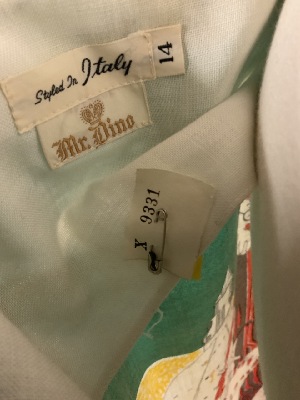 Styled In Italy
14
Mr. Dino
X 9331